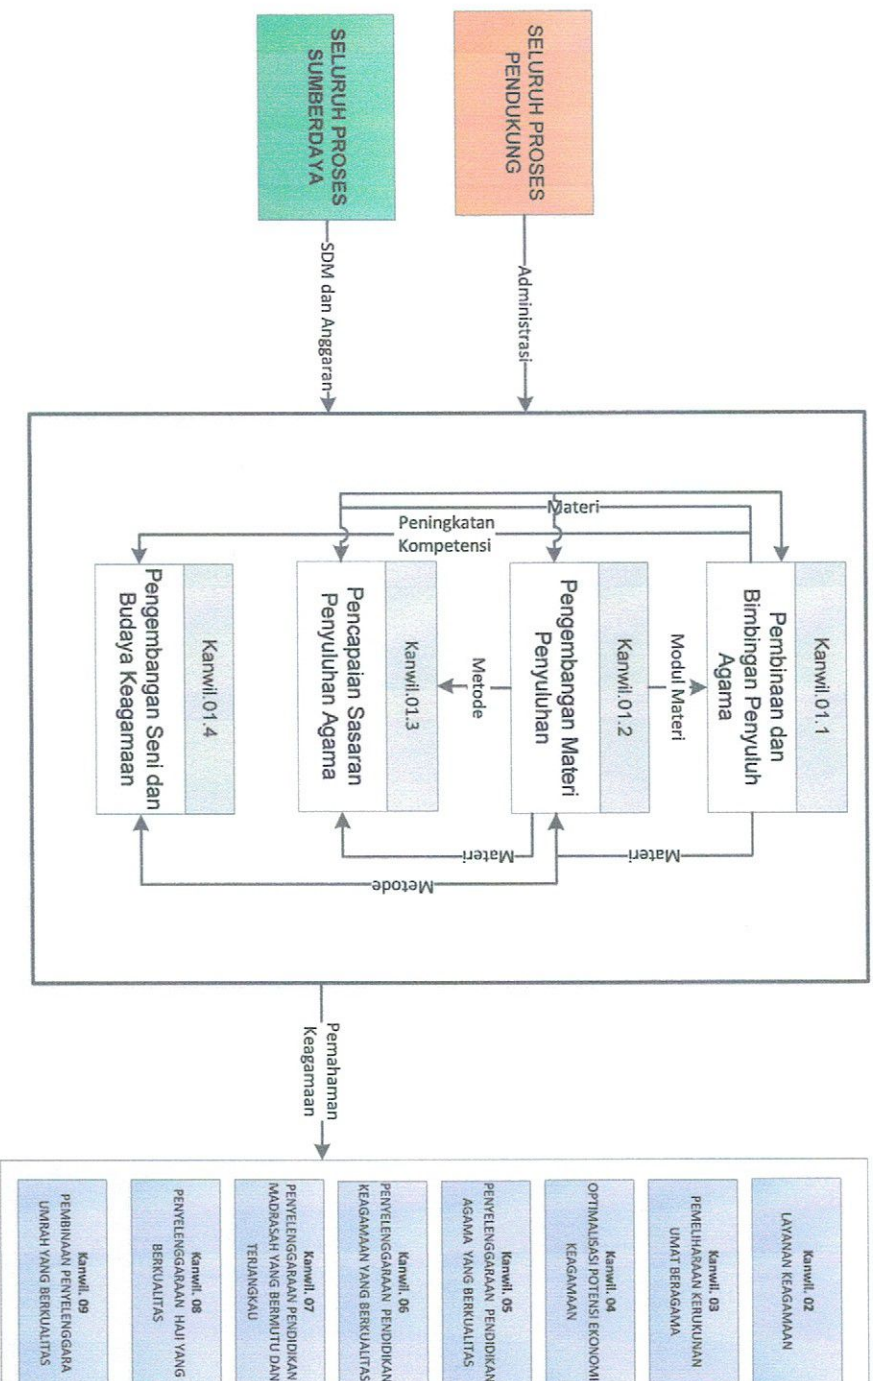 SELURUH PROSES
PENDUKUNG
SELURUH PROSES
SUMBERDAYA
Administrasi
SDM dan Anggaran
Kanwil.01.1
Pembinaan dan
Bimbingan Penyuluh
Agama
Modul Materi
Kanwil.01.2
Pengembangan Materi
Penyuluhan
Metode
Kanwil.01.3
Pencapaian Sasaran
Penyuluhan Agama
Kanwil.01.4
Pengembangan Seni dan
Budaya Keagamaan
Materi
Peningkatan
Kompetensi
Materi
Materi
Metode
Pemahaman
Keagamaan
Kanwil. 02
LAYANAN KEAGAMAAN
Kanwil. 03
PEMELIHARAAN KERUKUNAN
UMAT BERAGAMA
Kanwil. 04
OPTIMALISASI POTENSI EKONOMI
KEAGAMAAN
Kanwil. 05
PENYELENGGARAAN PENDIDIKAN
AGAMA YANG BERKUALITAS
Kanwil. 06
PENYELENGGARAAN PENDIDIKAN
KEAGAMAAN YANG BERKUALITAS
Kanwil. 07
PENYELENGGARAAN PENDIDIKAN
MADRASAH YANG BERMUTU DAN
TERJANGKAU
Kanwil. 08
PENYELENGGARAAN HAJI YANG
BERKUALITAS
Kanwil. 09
PEMBINAAN PENYELENGGARA
UMRAH YANG BERKUALITAS